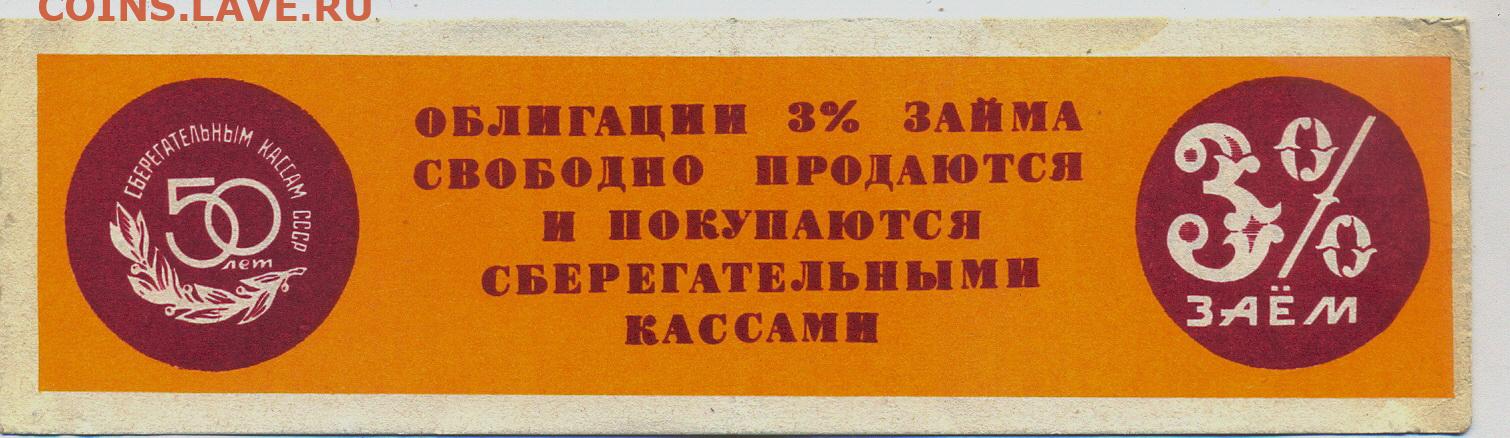 COINS.LAVE.RU
СБЕРЕГАТЕЛЬНЫМ КАССАМ СССР
50
лет
ОБЛИГАЦИИ 3% ЗАЙМА
СВОБОДНО ПРОДАЮТСЯ
И ПОКУПАЮТСЯ
СБЕРЕГАТЕЛЬНЫМИ
КАССАМИ
3%
ЗАЁМ